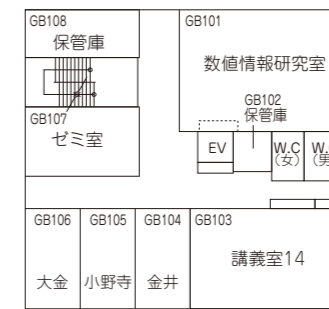 GB108
保管庫
GB101
数値情報研究室
GB102
保管庫
GB107
ゼミ室
EV
W.C
(女)
W.
(男
GB106
大金
GB105
小野寺
GB104
金井
GB103
講義室14